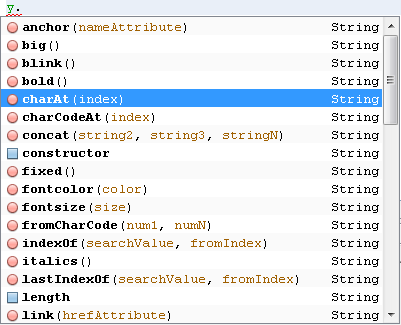 y.
anchor(nameAttribute) String
big() String
blink() String
bold() String
charAt(index) String
charCodeAt(index) String
concat(string2, string3, stringN) String
constructor String
fixed() String
fontcolor(color) String
fontsize(size) String
fromCharCode(num1, numN) String
indexOf(searchValue, fromIndex) String
italics() String
lastIndexOf(searchValue, fromIndex) String
length String
link(hrefAttribute) String